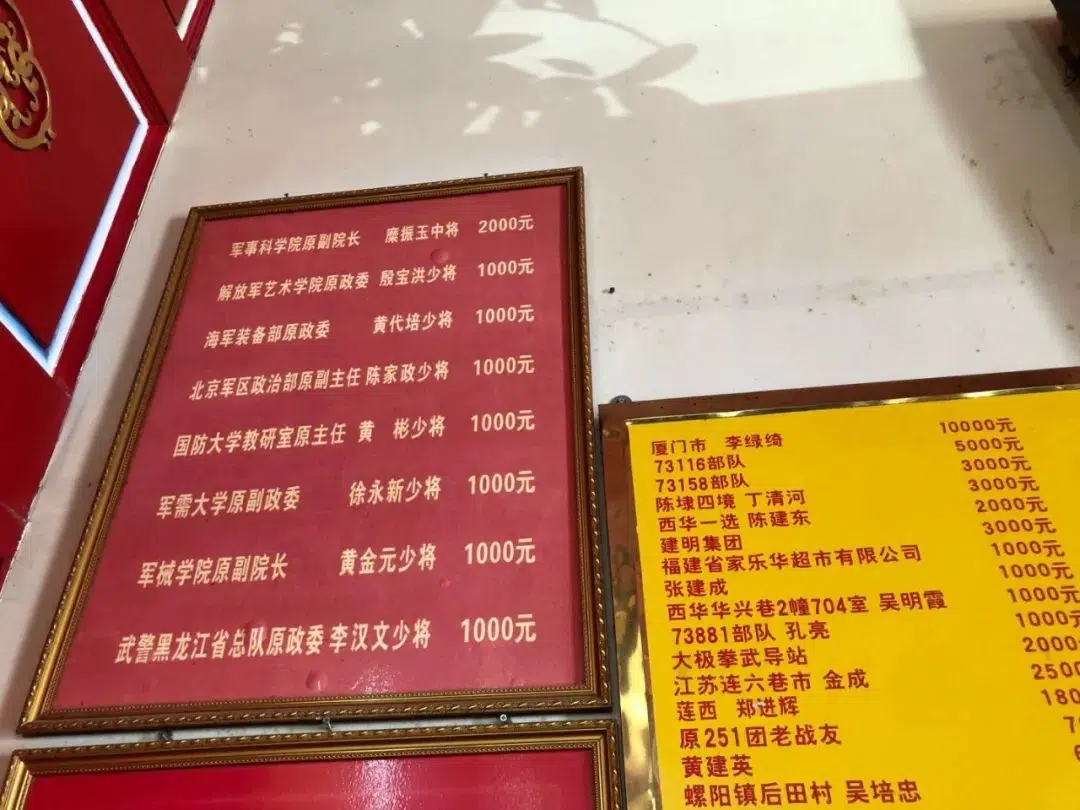 军事科学院原副院长 糜振玉中将 2000元
解放军艺术学院原政委 殷宝洪少将 1000元
海军装备部原政委 黄代培少将 1000元
北京军区政治部原副主任 陈家政少将 1000元
国防大学教研室原主任 黄 彬少将 1000元
军需大学原副政委 徐永新少将 1000元
军械学院原副院长 黄金元少将 1000元
武警黑龙江省总队原政委 李汉文少将 1000元
厦门市 李绿绮 10000元
73116部队 5000元
73158部队 3000元
陈埭四境 丁清河 3000元
西华一选 陈建东 2000元
建明集团 3000元
福建省家乐华超市有限公司 1000元
张建成 1000元
西华华兴巷2幢704室 吴明霞 1000元
73881部队 孔亮 1000元
大极拳武导站
江苏连六巷市 金成
莲西 郑进辉
原251团老战友
黄建英
螺阳镇后田村 吴培忠